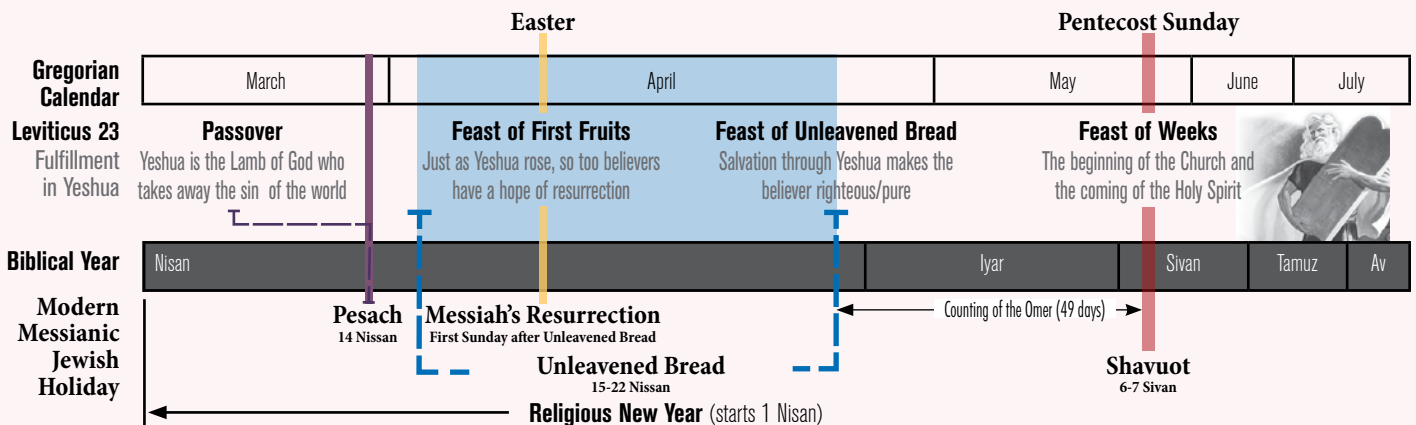 Easter
Pentecost Sunday
Gregorian
Calendar
March
April
May
June
July
Leviticus 23
Fulfillment
in Yeshua
Passover
Yeshua is the Lamb of God who
takes away the sin of the world
Feast of First Fruits
Just as Yeshua rose, so too believers
have a hope of resurrection
Feast of Unleavened Bread
Salvation through Yeshua makes the
believer righteous/pure
Feast of Weeks
The beginning of the Church and
the coming of the Holy Spirit
Biblical Year
Nisan
Iyar
Sivan
Tamuz
Av
Modern
Messianic
Jewish
Holiday
Pesach
14 Nissan
Messiah's Resurrection
First Sunday after Unleavened Bread
Counting of the Omer (49 days)
Unleavened Bread
15-22 Nissan
Shavuot
6-7 Sivan
Religious New Year (starts 1 Nisan)